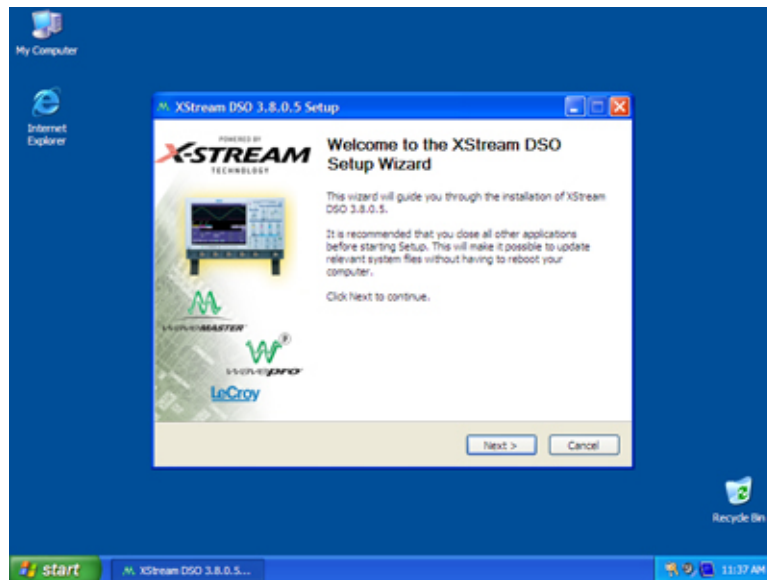 My Computer
Internet
Explorer
XStream DSO 3.8.0.5 Setup
POWERED BY
X-STREAM
TECHNOLOGY
Welcome to the XStream DSO
Setup Wizard
This wizard will guide you through the installation of XStream
DSO 3.8.0.5.
It is recommended that you close all other applications
before starting Setup. This will make it possible to update
relevant system files without having to reboot your
computer.
Click Next to continue.
WAVEMASTER
wavepro
LeCroy
Next >
Cancel
Recycle Bin
start
XStream DSO 3.8.0.5...
11:37 AM